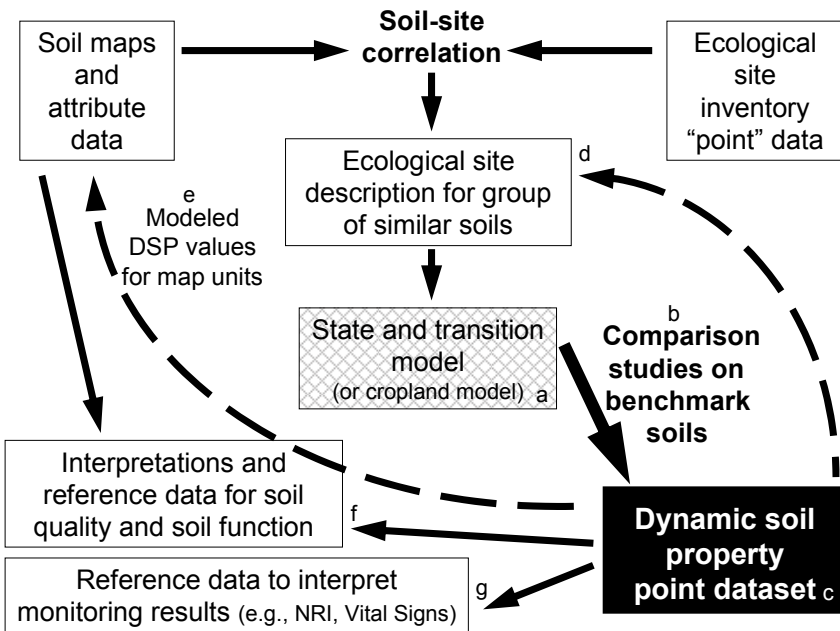 Soil maps
and
attribute
data
Soil-site
correlation
Ecological
site
inventory
“point” data
Ecological site
description for group
of similar soils
d
e
Modeled
DSP values
for map units
State and transition
model
(or cropland model) a
b
Comparison
studies on
benchmark
soils
Interpretations and
reference data for soil
quality and soil function
f
Dynamic soil
property
point dataset c
Reference data to interpret
monitoring results (e.g., NRI, Vital Signs)
g